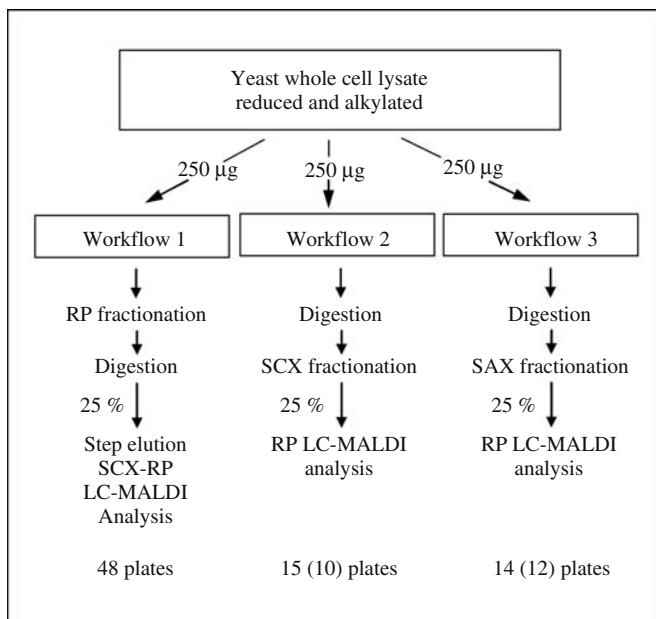 Yeast whole cell lysate
reduced and alkylated
250 µg
250 µg
250 µg
Workflow 1
Workflow 2
Workflow 3
RP fractionation
Digestion
Digestion
Digestion
SCX fractionation
SAX fractionation
25 %
25 %
25 %
Step elution
SCX-RP
LC-MALDI
Analysis
RP LC-MALDI
analysis
RP LC-MALDI
analysis
48 plates
15 (10) plates
14 (12) plates